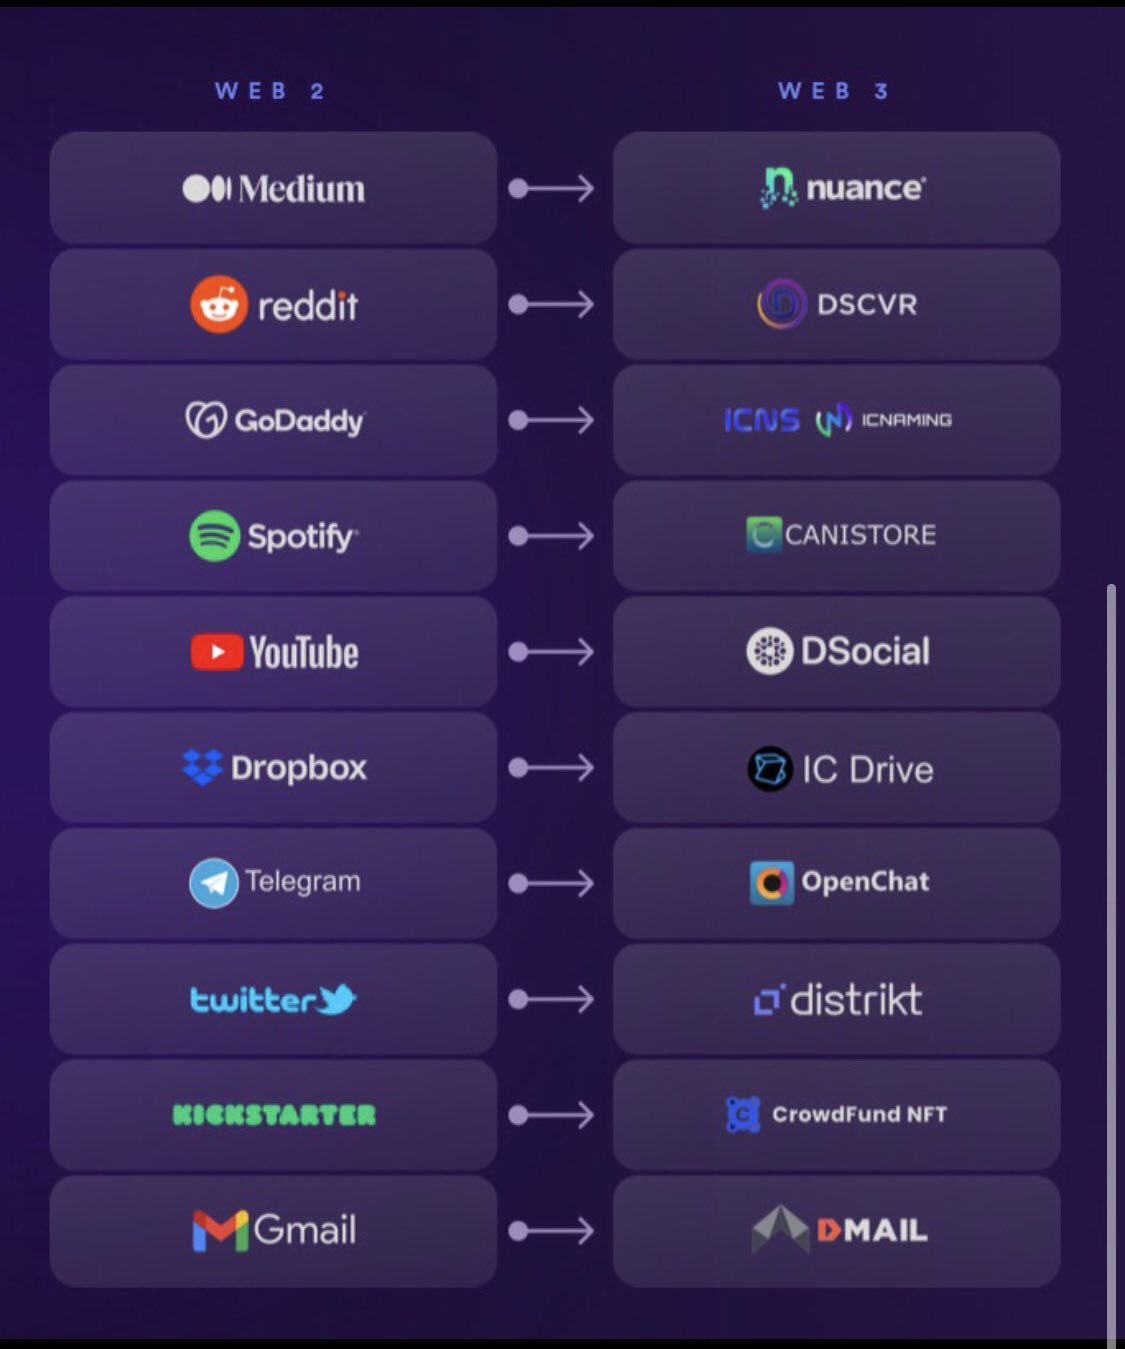 WEB 2 WEB 3
Medium nuance
reddit DSCVR
GoDaddy ICNS ICNAMING
Spotify CANISTORE
YouTube DSocial
Dropbox IC Drive
Telegram OpenChat
twitter distrikt
KICKSTARTER CrowdFund NFT
Gmail DMAIL